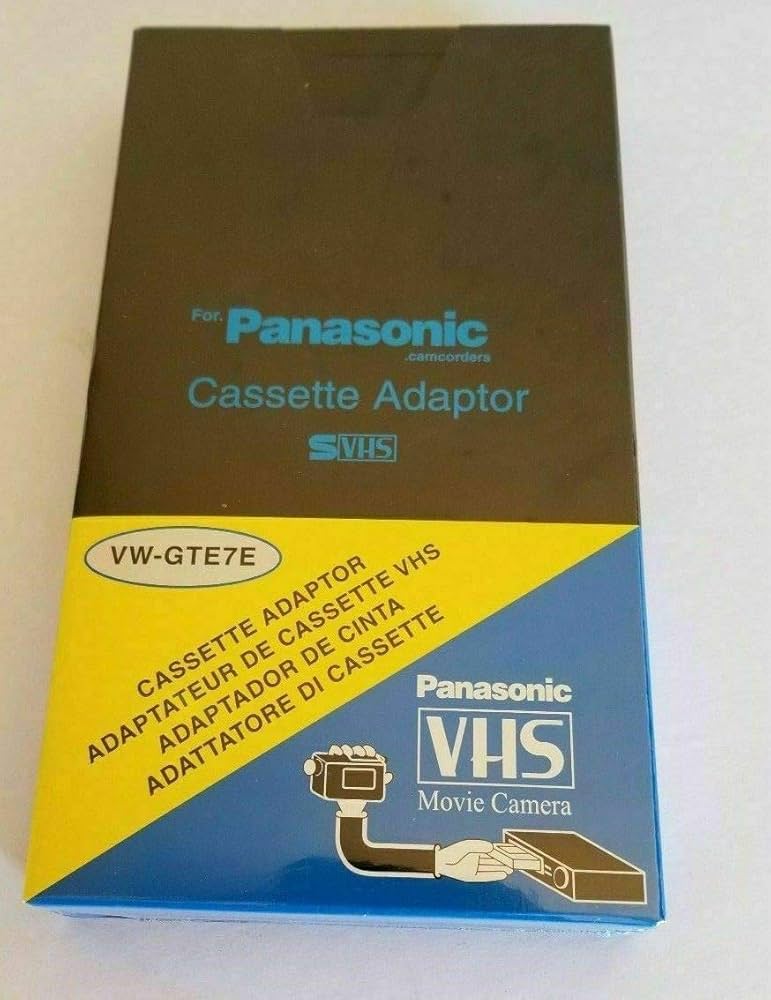 For. Panasonic
.camcorders
Cassette Adaptor
SVHS
VW-GTE7E
CASSETTE ADAPTOR
ADAPTATEUR DE CASSETTE VHS
ADAPTADOR DE CINTA
ADATTATORE DI CASSETTE
Panasonic
VHS
Movie Camera